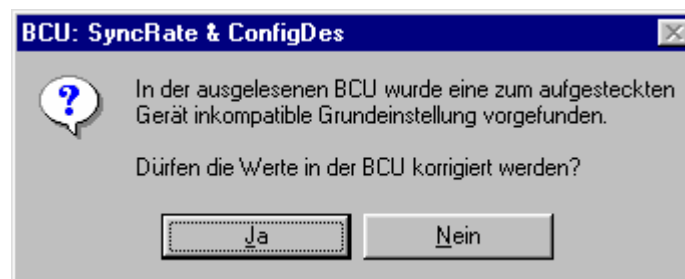 BCU: SyncRate & ConfigDes
In der ausgelesenen BCU wurde eine zum aufgesteckten
Gerät inkompatible Grundeinstellung vorgefunden.
Dürfen die Werte in der BCU korrigiert werden?
Ja
Nein